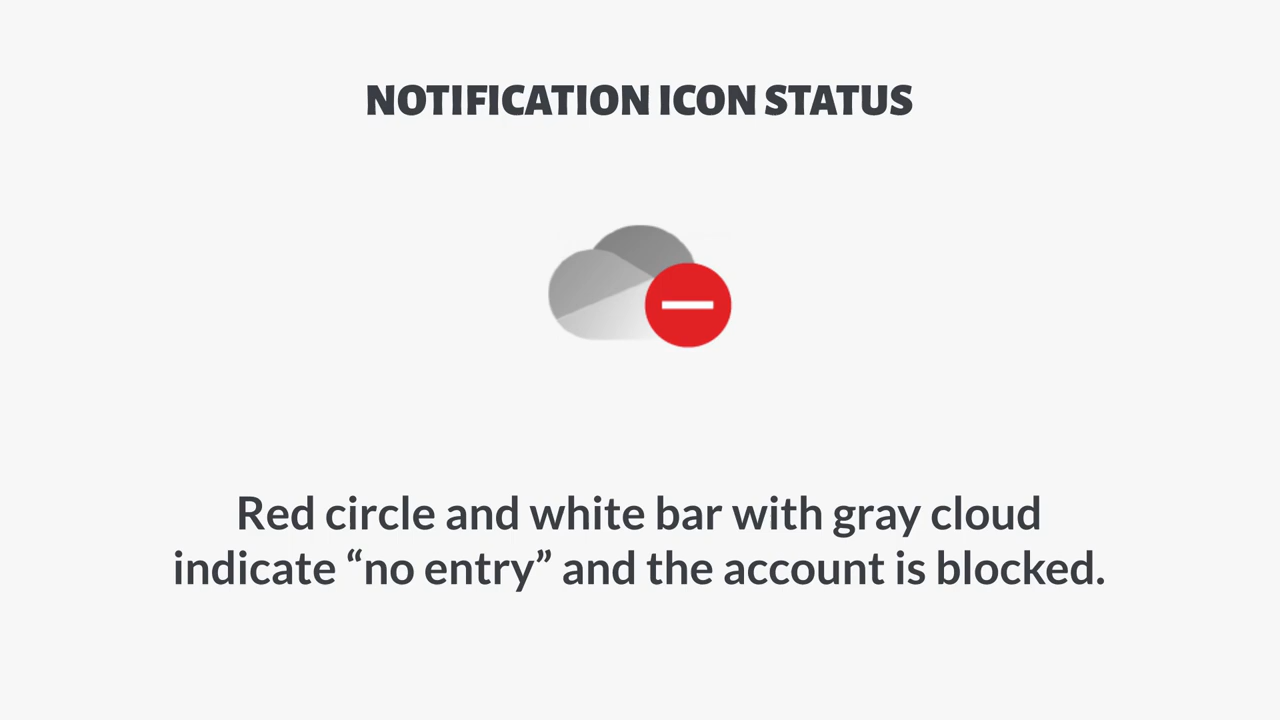 NOTIFICATION ICON STATUS
Red circle and white bar with gray cloud
indicate “no entry” and the account is blocked.